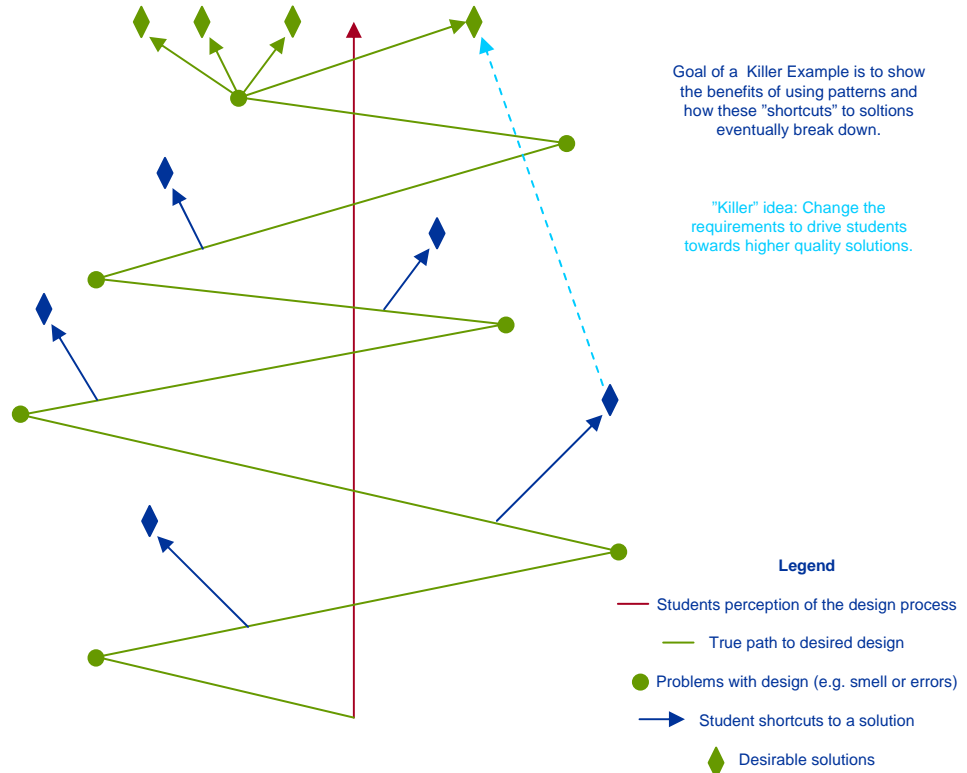 Goal of a  Killer Example is to show
the benefits of using patterns and
how these ”shortcuts” to soltions
eventually break down.
”Killer” idea: Change the
requirements to drive students
towards higher quality solutions.
Legend
Students perception of the design process
True path to desired design
Problems with design (e.g. smell or errors)
Student shortcuts to a solution
Desirable solutions